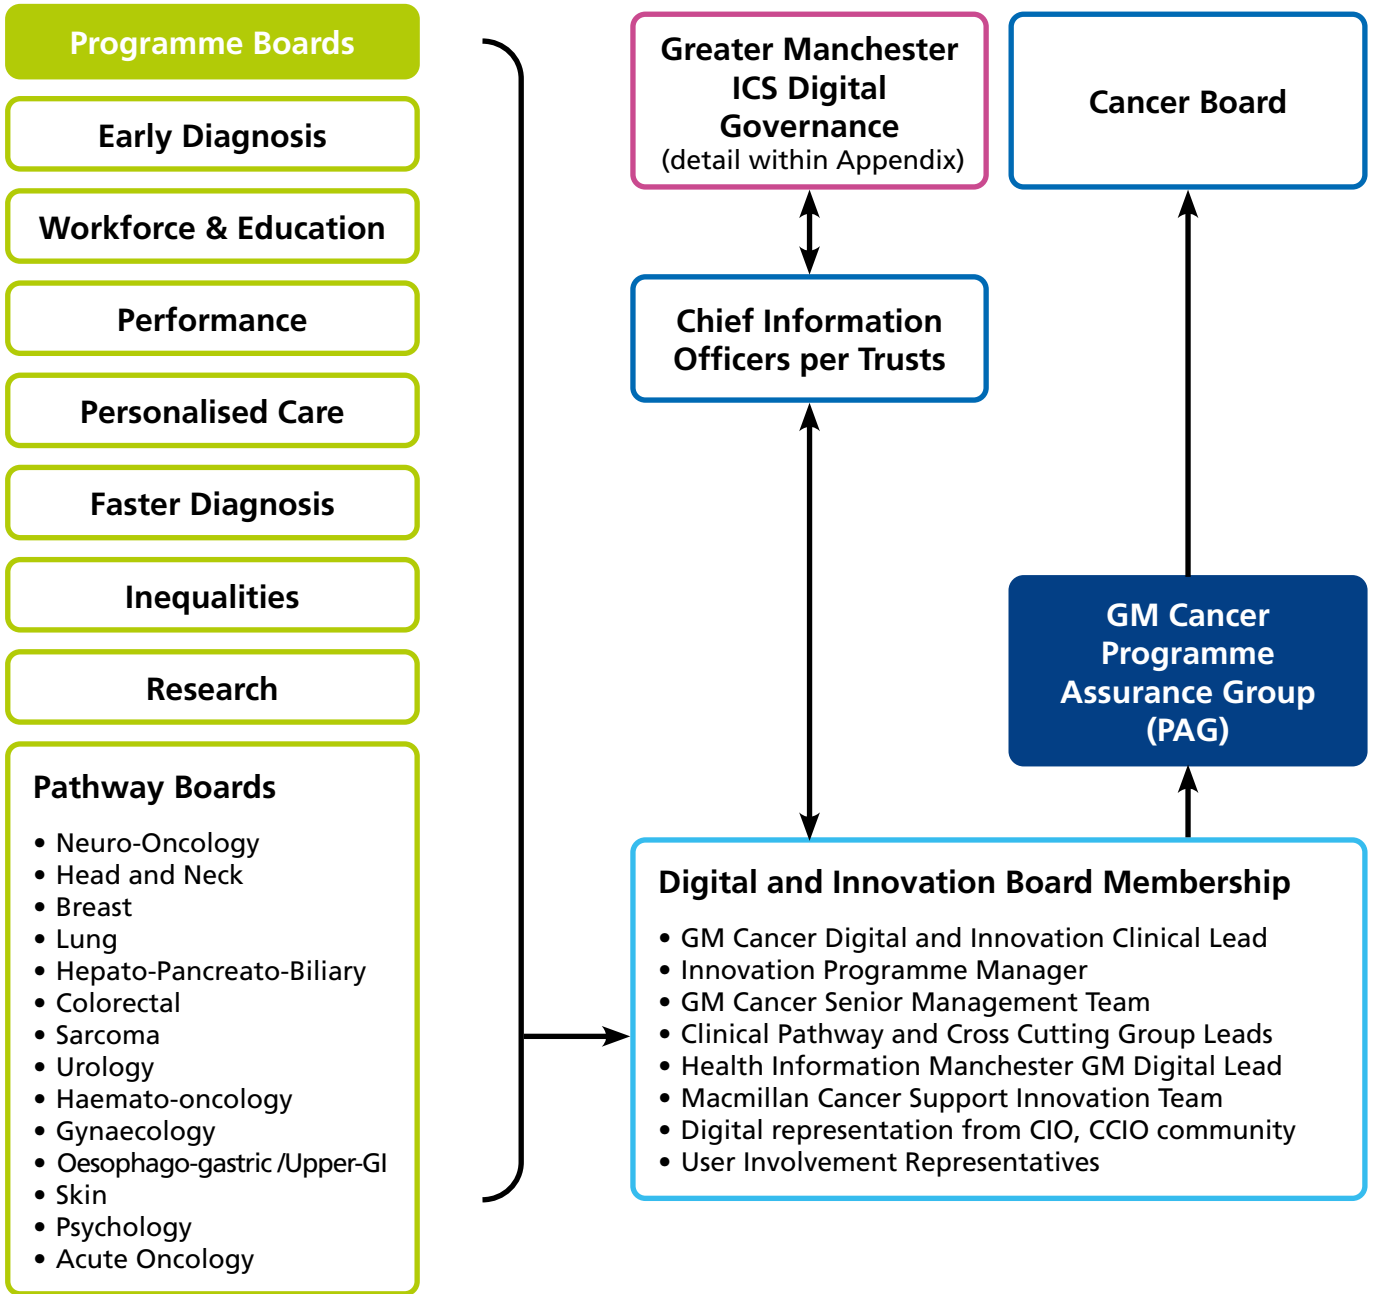 Programme Boards
Early Diagnosis
Workforce & Education
Performance
Personalised Care
Faster Diagnosis
Inequalities
Research
Pathway Boards
• Neuro-Oncology
• Head and Neck
• Breast
• Lung
• Hepato-Pancreato-Biliary
• Colorectal
• Sarcoma
• Urology
• Haemato-oncology
• Gynaecology
• Oesophago-gastric /Upper-GI
• Skin
• Psychology
• Acute Oncology
Greater Manchester
ICS Digital
Governance
(detail within Appendix)
Cancer Board
Chief Information
Officers per Trusts
GM Cancer
Programme
Assurance Group
(PAG)
Digital and Innovation Board Membership
• GM Cancer Digital and Innovation Clinical Lead
• Innovation Programme Manager
• GM Cancer Senior Management Team
• Clinical Pathway and Cross Cutting Group Leads
• Health Information Manchester GM Digital Lead
• Macmillan Cancer Support Innovation Team
• Digital representation from CIO, CCIO community
• User Involvement Representatives